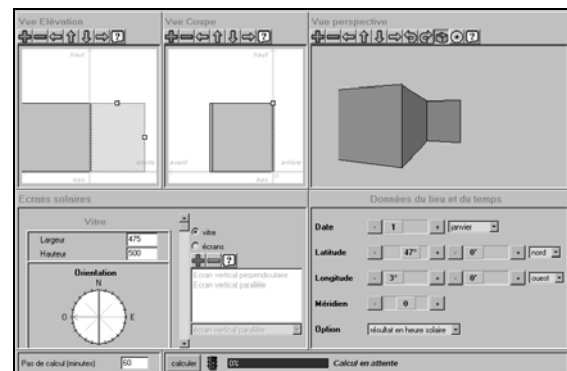 Vue Elévation
Vue Coupe
Vue perspective
haut
droite
bas
haut
avant
arrière
bas
Ecrans solaires
Vitre
Largeur 475
Hauteur 500
Orientation
N
O E
vitre
écrans
Ecran vertical perpendiculaire
Ecran vertical parallèle
écran vertical parallèle
Données du lieu et du temps
Date - 1 + janvier
Latitude - 47° + - 0' + nord
Longitude - 3° + - 0' + ouest
Méridien - 0 +
Option résultat en heure solaire
Pas de calcul (minutes) 60
calculer 0% Calcul en attente